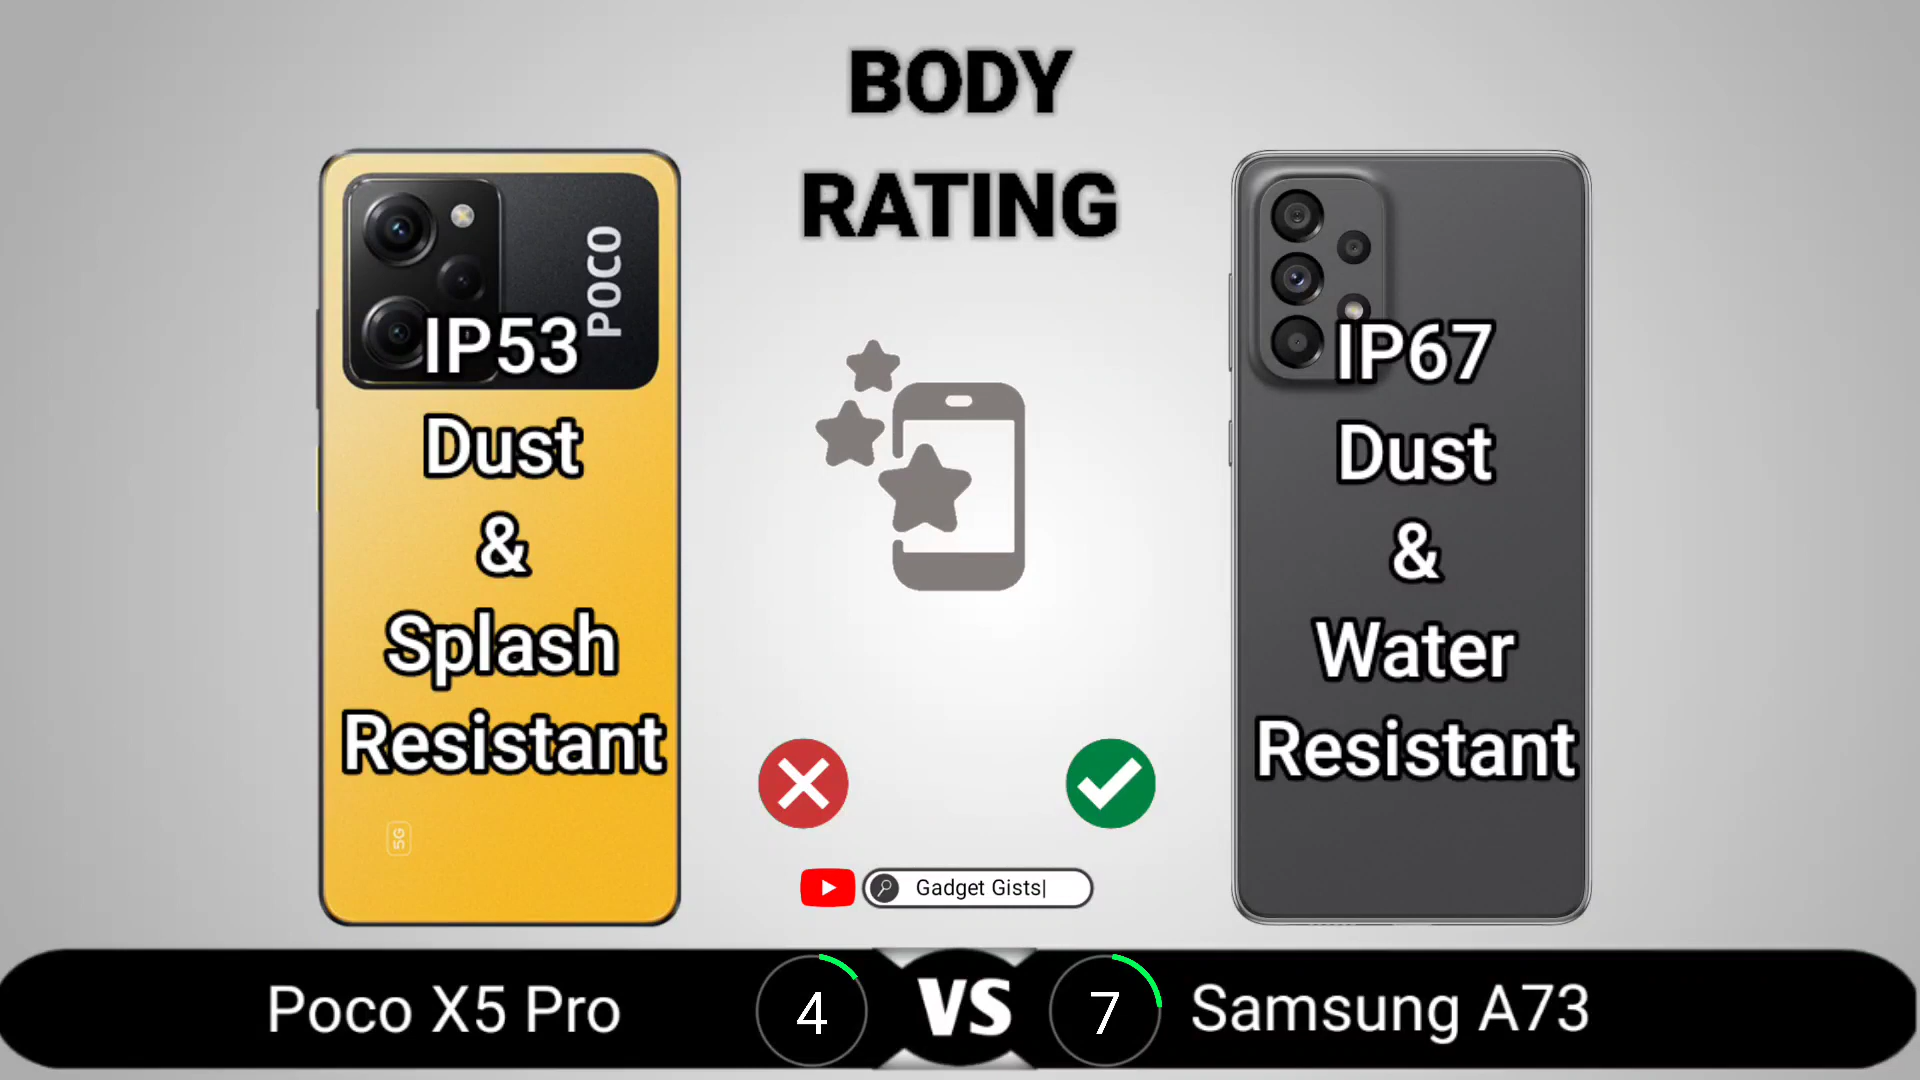 BODY
RATING
POCO
IP53
Dust
&
Splash
Resistant
5G
IP67
Dust
&
Water
Resistant
Gadget Gists|
Poco X5 Pro
4
VS
7
Samsung A73